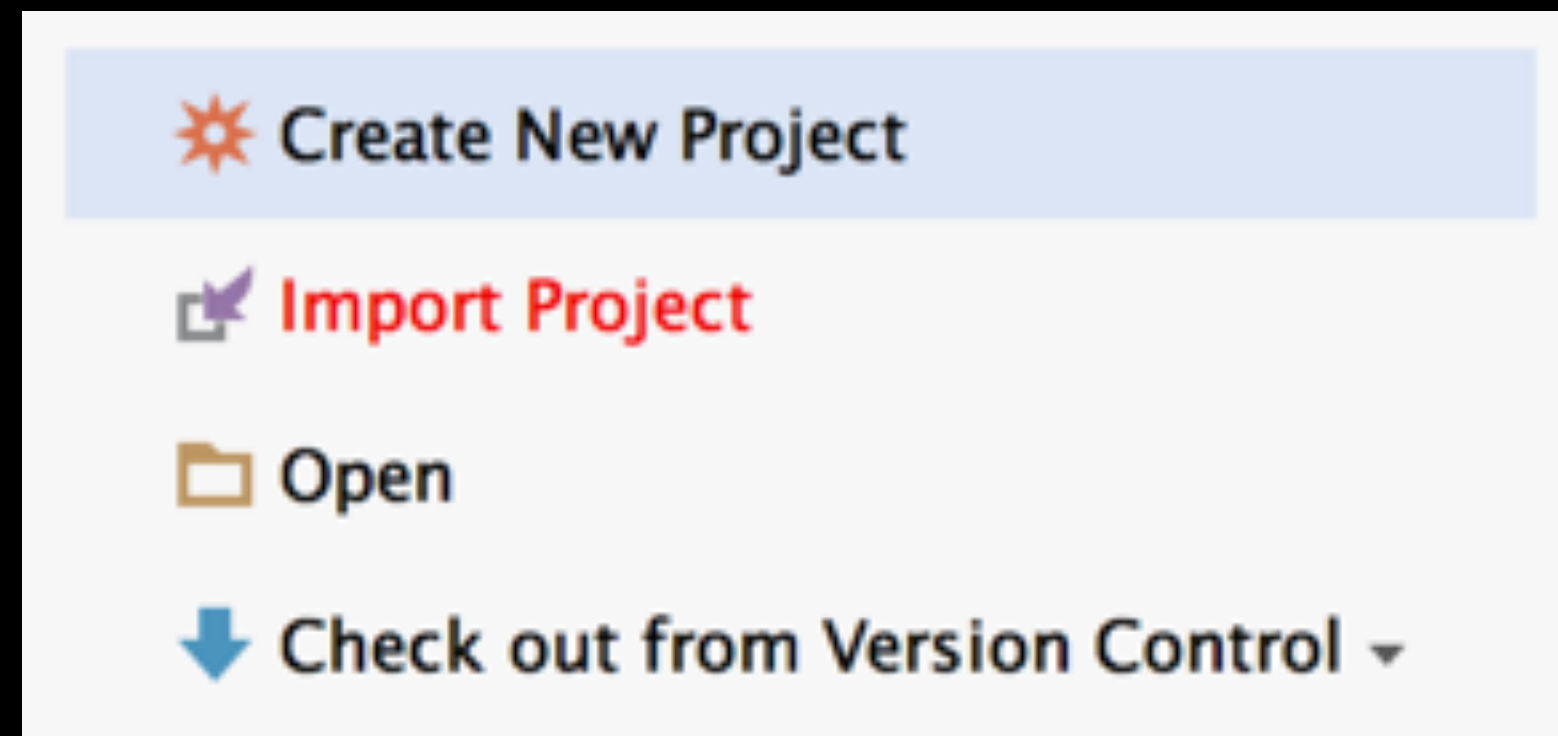 Create New Project
Import Project
Open
Check out from Version Control